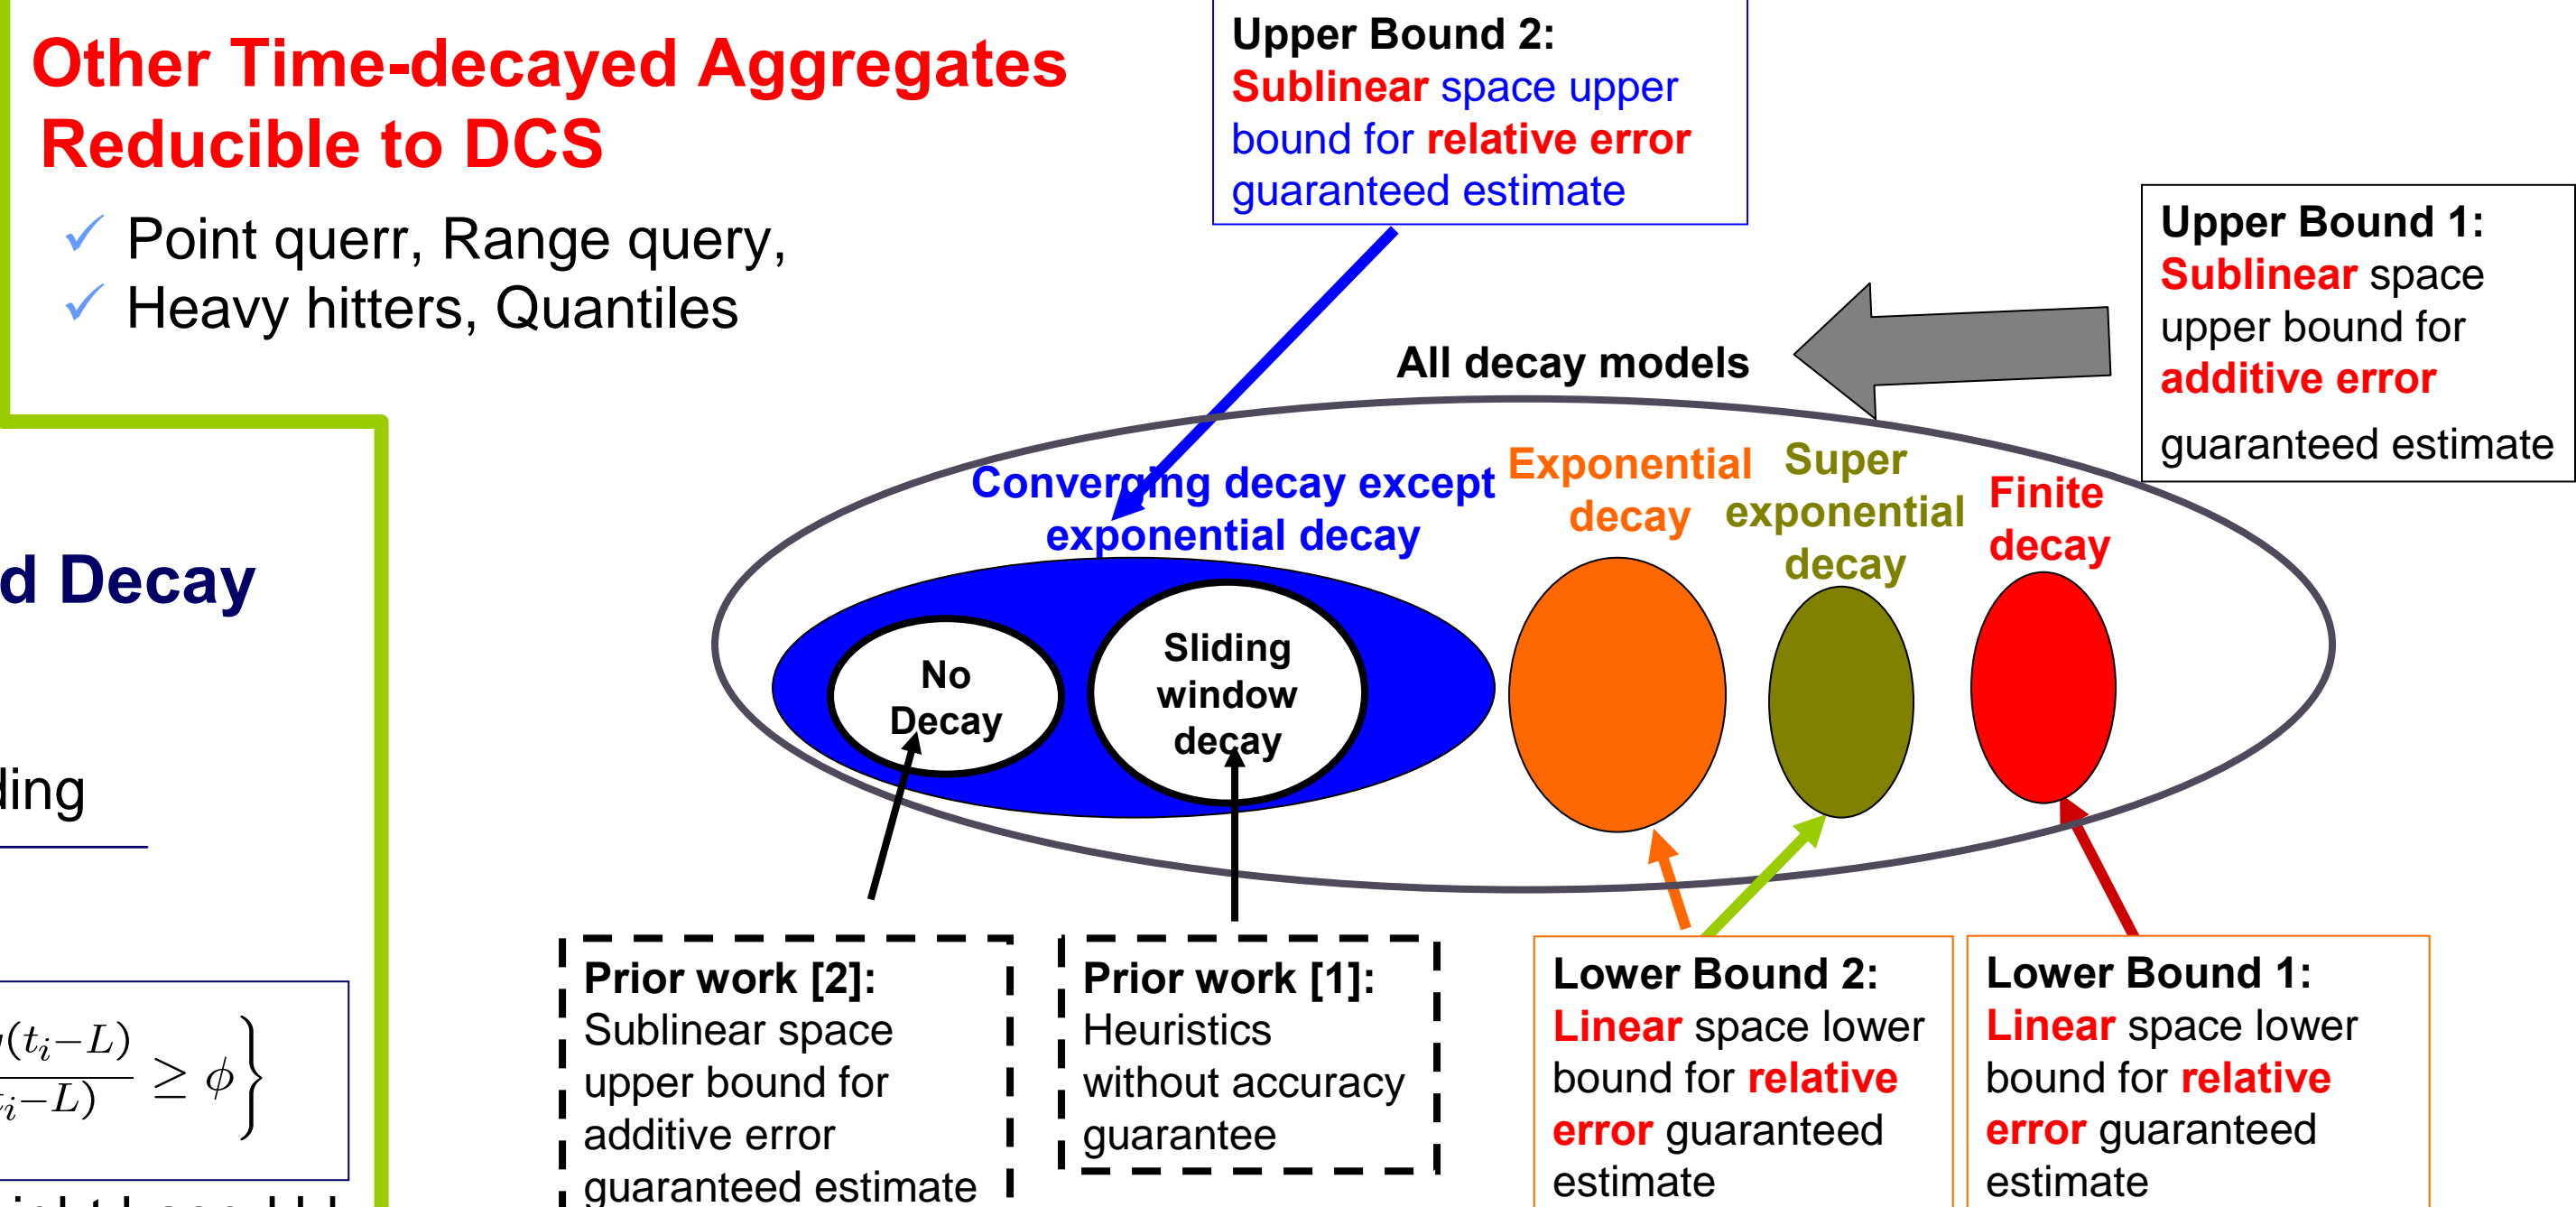 Other Time-decayed Aggregates
Reducible to DCS
✓ Point querr, Range query,
✓ Heavy hitters, Quantiles
d Decay
ding
(t_i−L)
_i−L) ≥ ϕ}
Upper Bound 2:
Sublinear space upper
bound for relative error
guaranteed estimate
Upper Bound 1:
Sublinear space
upper bound for
additive error
guaranteed estimate
All decay models
Converging decay except
exponential decay
Exponential
decay
Super
exponential
decay
Finite
decay
No
Decay
Sliding
window
decay
Prior work [2]:
Sublinear space
upper bound for
additive error
guaranteed estimate
Prior work [1]:
Heuristics
without accuracy
guarantee
Lower Bound 2:
Linear space lower
bound for relative
error guaranteed
estimate
Lower Bound 1:
Linear space lower
bound for relative
error guaranteed
estimate